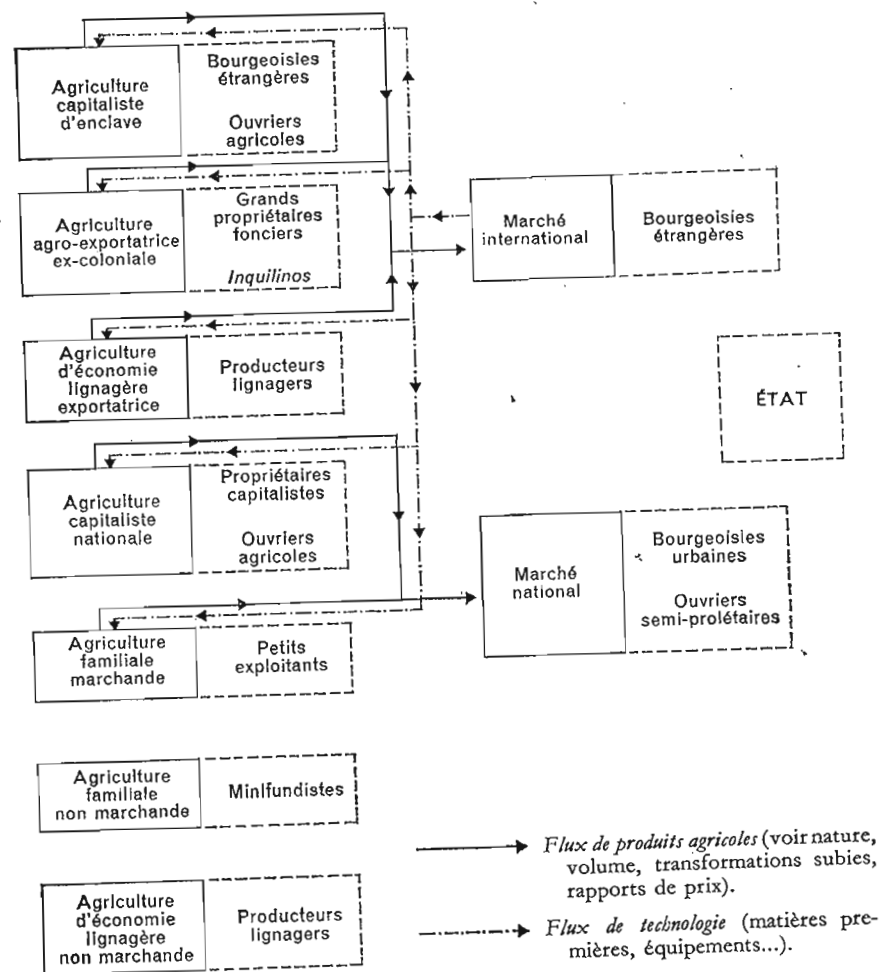 Agriculture
capitaliste
d'enclave
Bourgeoisies
étrangères
Ouvriers
agricoles
Agriculture
agro-exportatrice
ex-coloniale
Grands
propriétaires
fonciers
Inquilinos
Marché
international
Bourgeoisies
étrangères
Agriculture
d'économie
lignagère
exportatrice
Producteurs
lignagers
ÉTAT
Agriculture
capitaliste
nationale
Propriétaires
capitalistes
Ouvriers
agricoles
Marché
national
Bourgeoisies
urbaines
Ouvriers
semi-prolétaires
Agriculture
familiale
marchande
Petits
exploitants
Agriculture
familiale
non marchande
Minifundistes
Agriculture
d'économie
lignagère
non marchande
Producteurs
lignagers
Flux de produits agricoles (voir nature,
volume, transformations subies,
rapports de prix).
Flux de technologie (matières pre-
mières, équipements...).